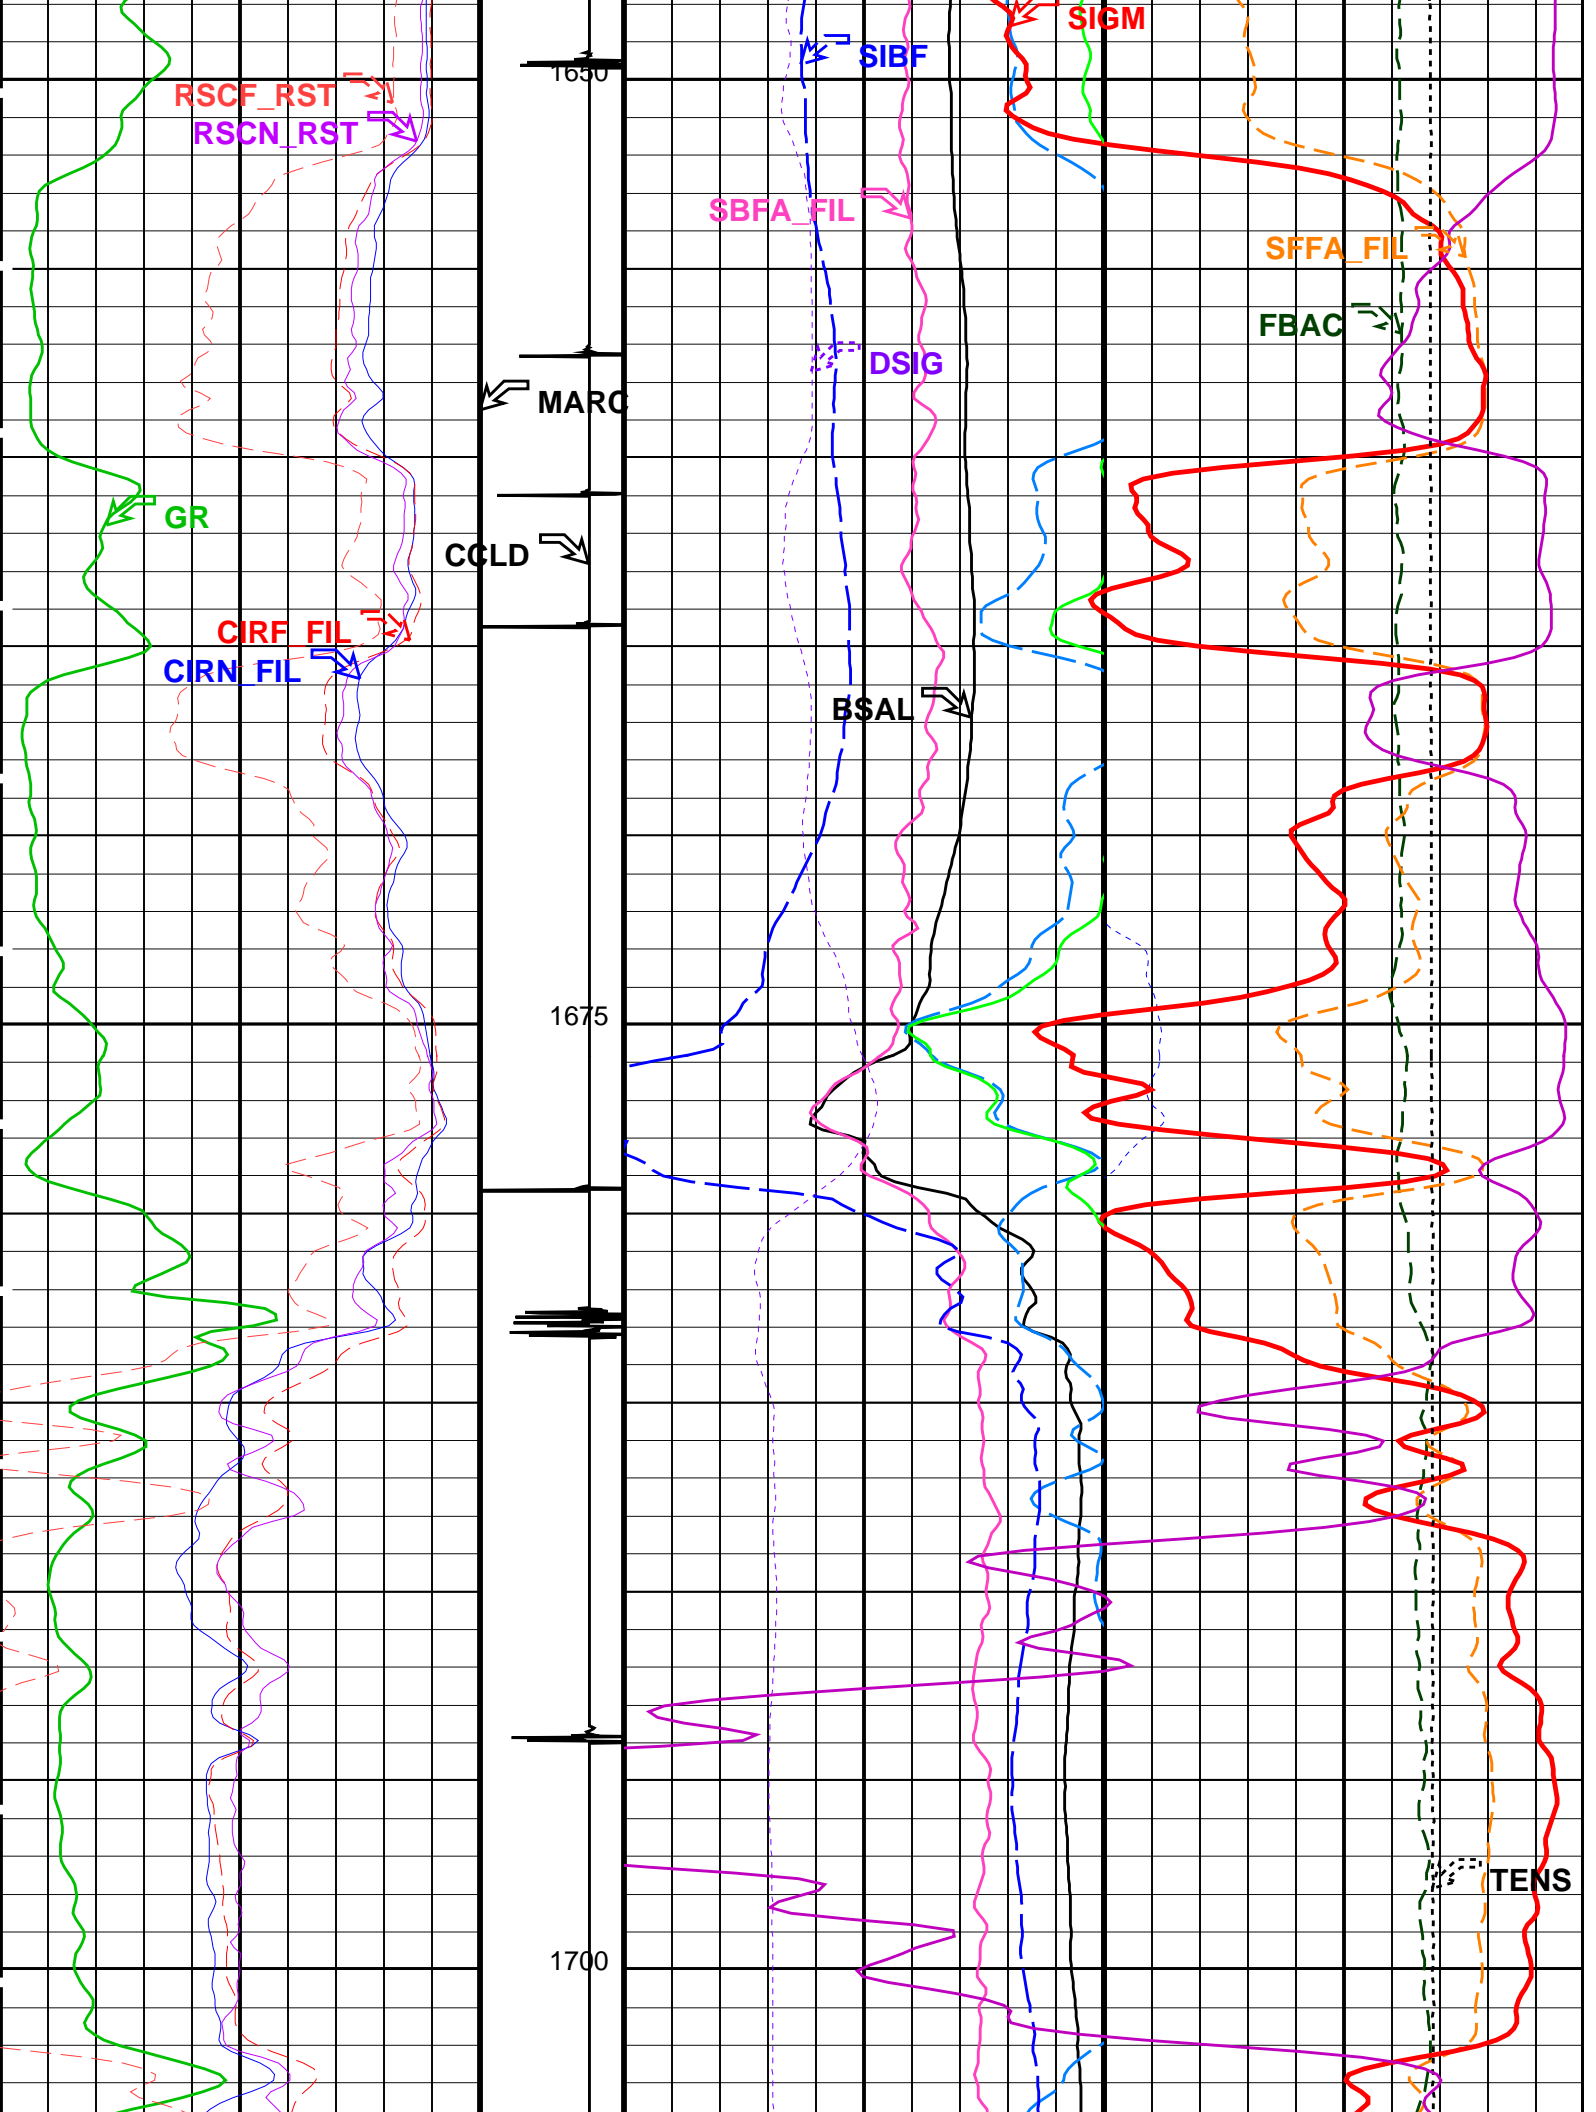 SIGM
SIBF
1650
RSCF_RST
RSCN_RST
SBFA_FIL
SFFA_FIL
FBAC
DSIG
MARC
GR
CCLD
CIRF_FIL
CIRN_FIL
BSAL
1675
TENS
1700